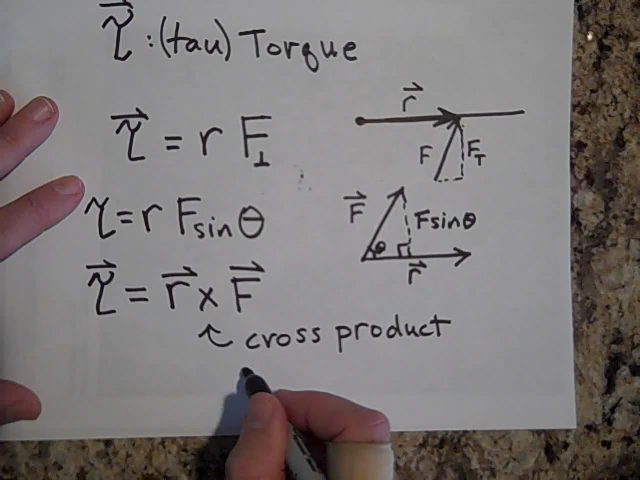 τ⃗ : (tau) Torque
τ⃗ = r F⊥
τ = r F sin θ
τ⃗ = r⃗ x F⃗
cross product
r⃗
F F_T
F⃗ F sin θ
θ
r⃗